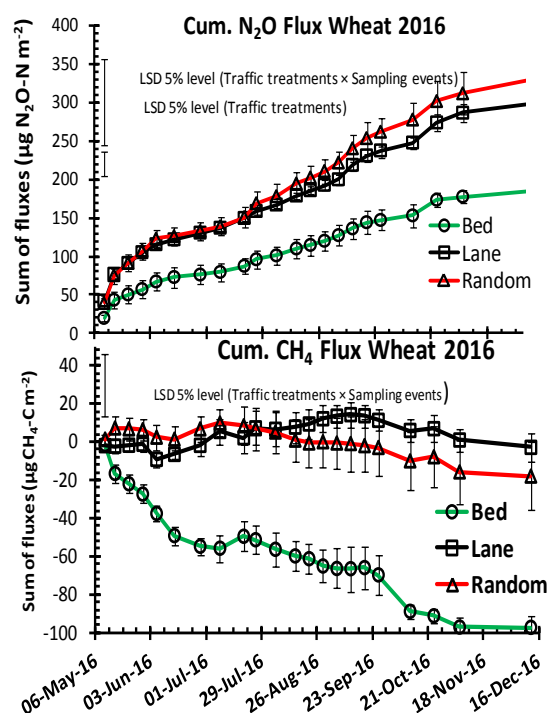 Cum. N₂O Flux Wheat 2016
Sum of fluxes (µg N₂O-N m⁻²)
400
350
300
250
200
150
100
50
0
LSD 5% level (Traffic treatments × Sampling events)
LSD 5% level (Traffic treatments)
Bed
Lane
Random
Cum. CH₄ Flux Wheat 2016
Sum of fluxes (µgCH₄-C m⁻²)
40
20
0
-20
-40
-60
-80
-100
LSD 5% level (Traffic treatments × Sampling events)
Bed
Lane
Random
06-May-16
03-Jun-16
01-Jul-16
29-Jul-16
26-Aug-16
23-Sep-16
21-Oct-16
18-Nov-16
16-Dec-16